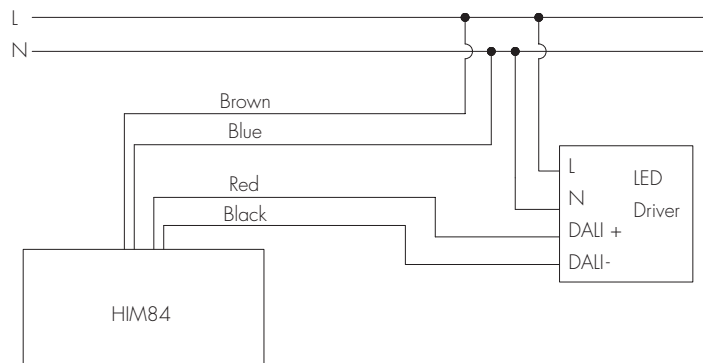 L
N
Brown
Blue
Red
Black
HIM84
L
N
DALI +
DALI-
LED
Driver